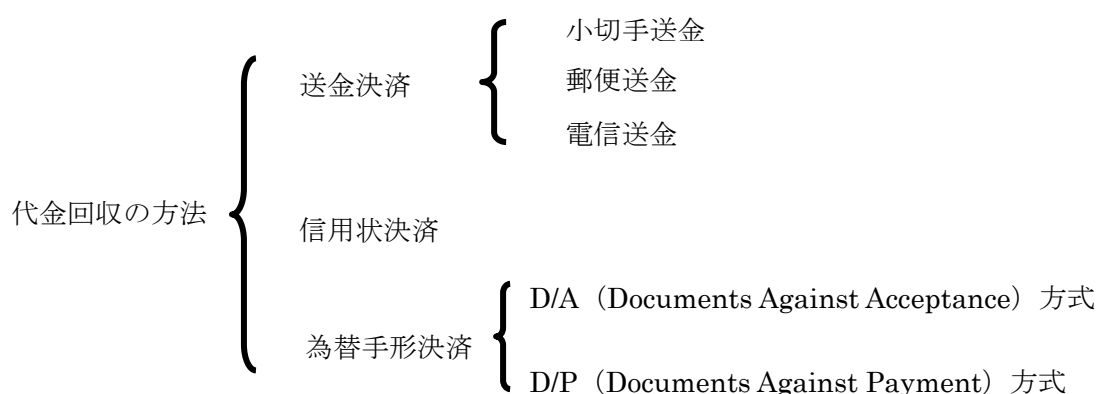 小切手送金
送金決済
郵便送金
電信送金
代金回収の方法
信用状決済
D/A（Documents Against Acceptance）方式
為替手形決済
D/P（Documents Against Payment）方式